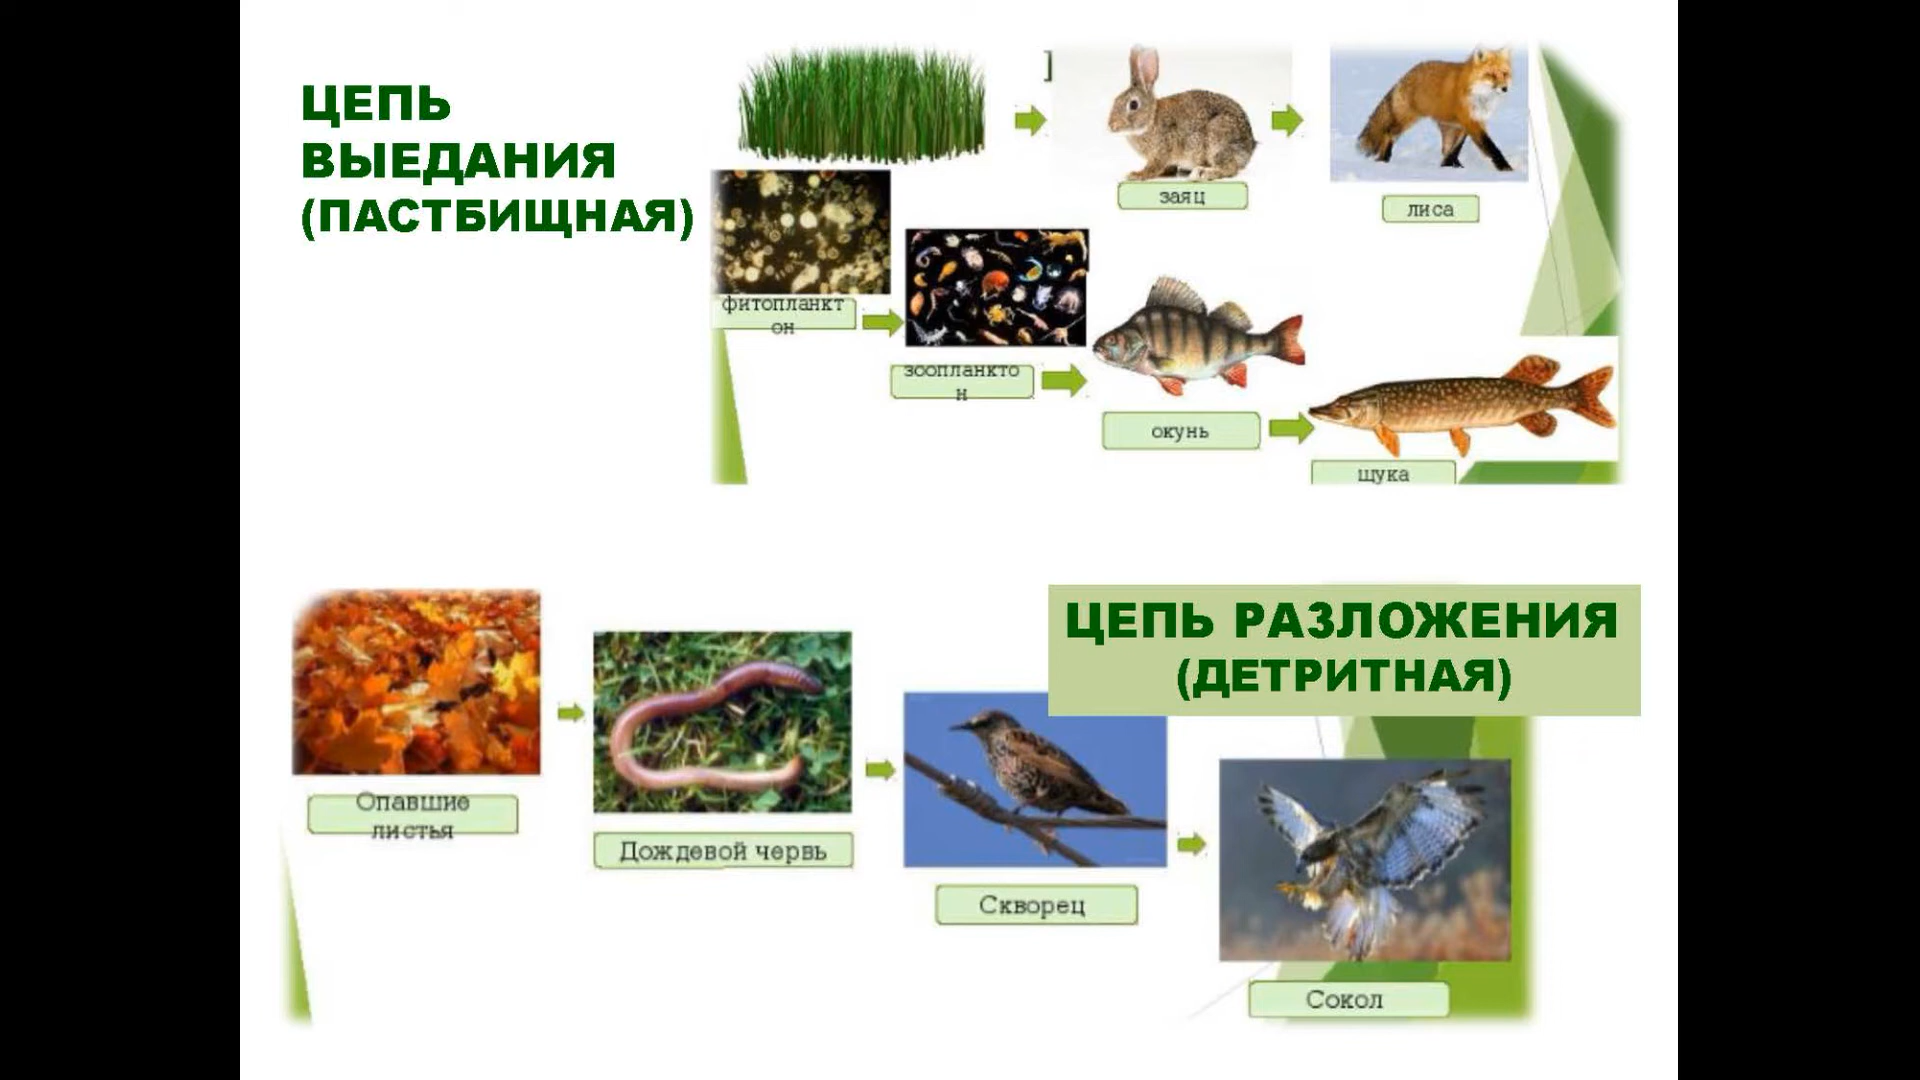 ЦЕПЬ
ВЫЕДАНИЯ
(ПАСТБИЩНАЯ)
заяц
лиса
фитопланкт
он
зоопланкто
н
окунь
щука
ЦЕПЬ РАЗЛОЖЕНИЯ
(ДЕТРИТНАЯ)
Опавшие
листья
Дождевой червь
Скворец
Сокол